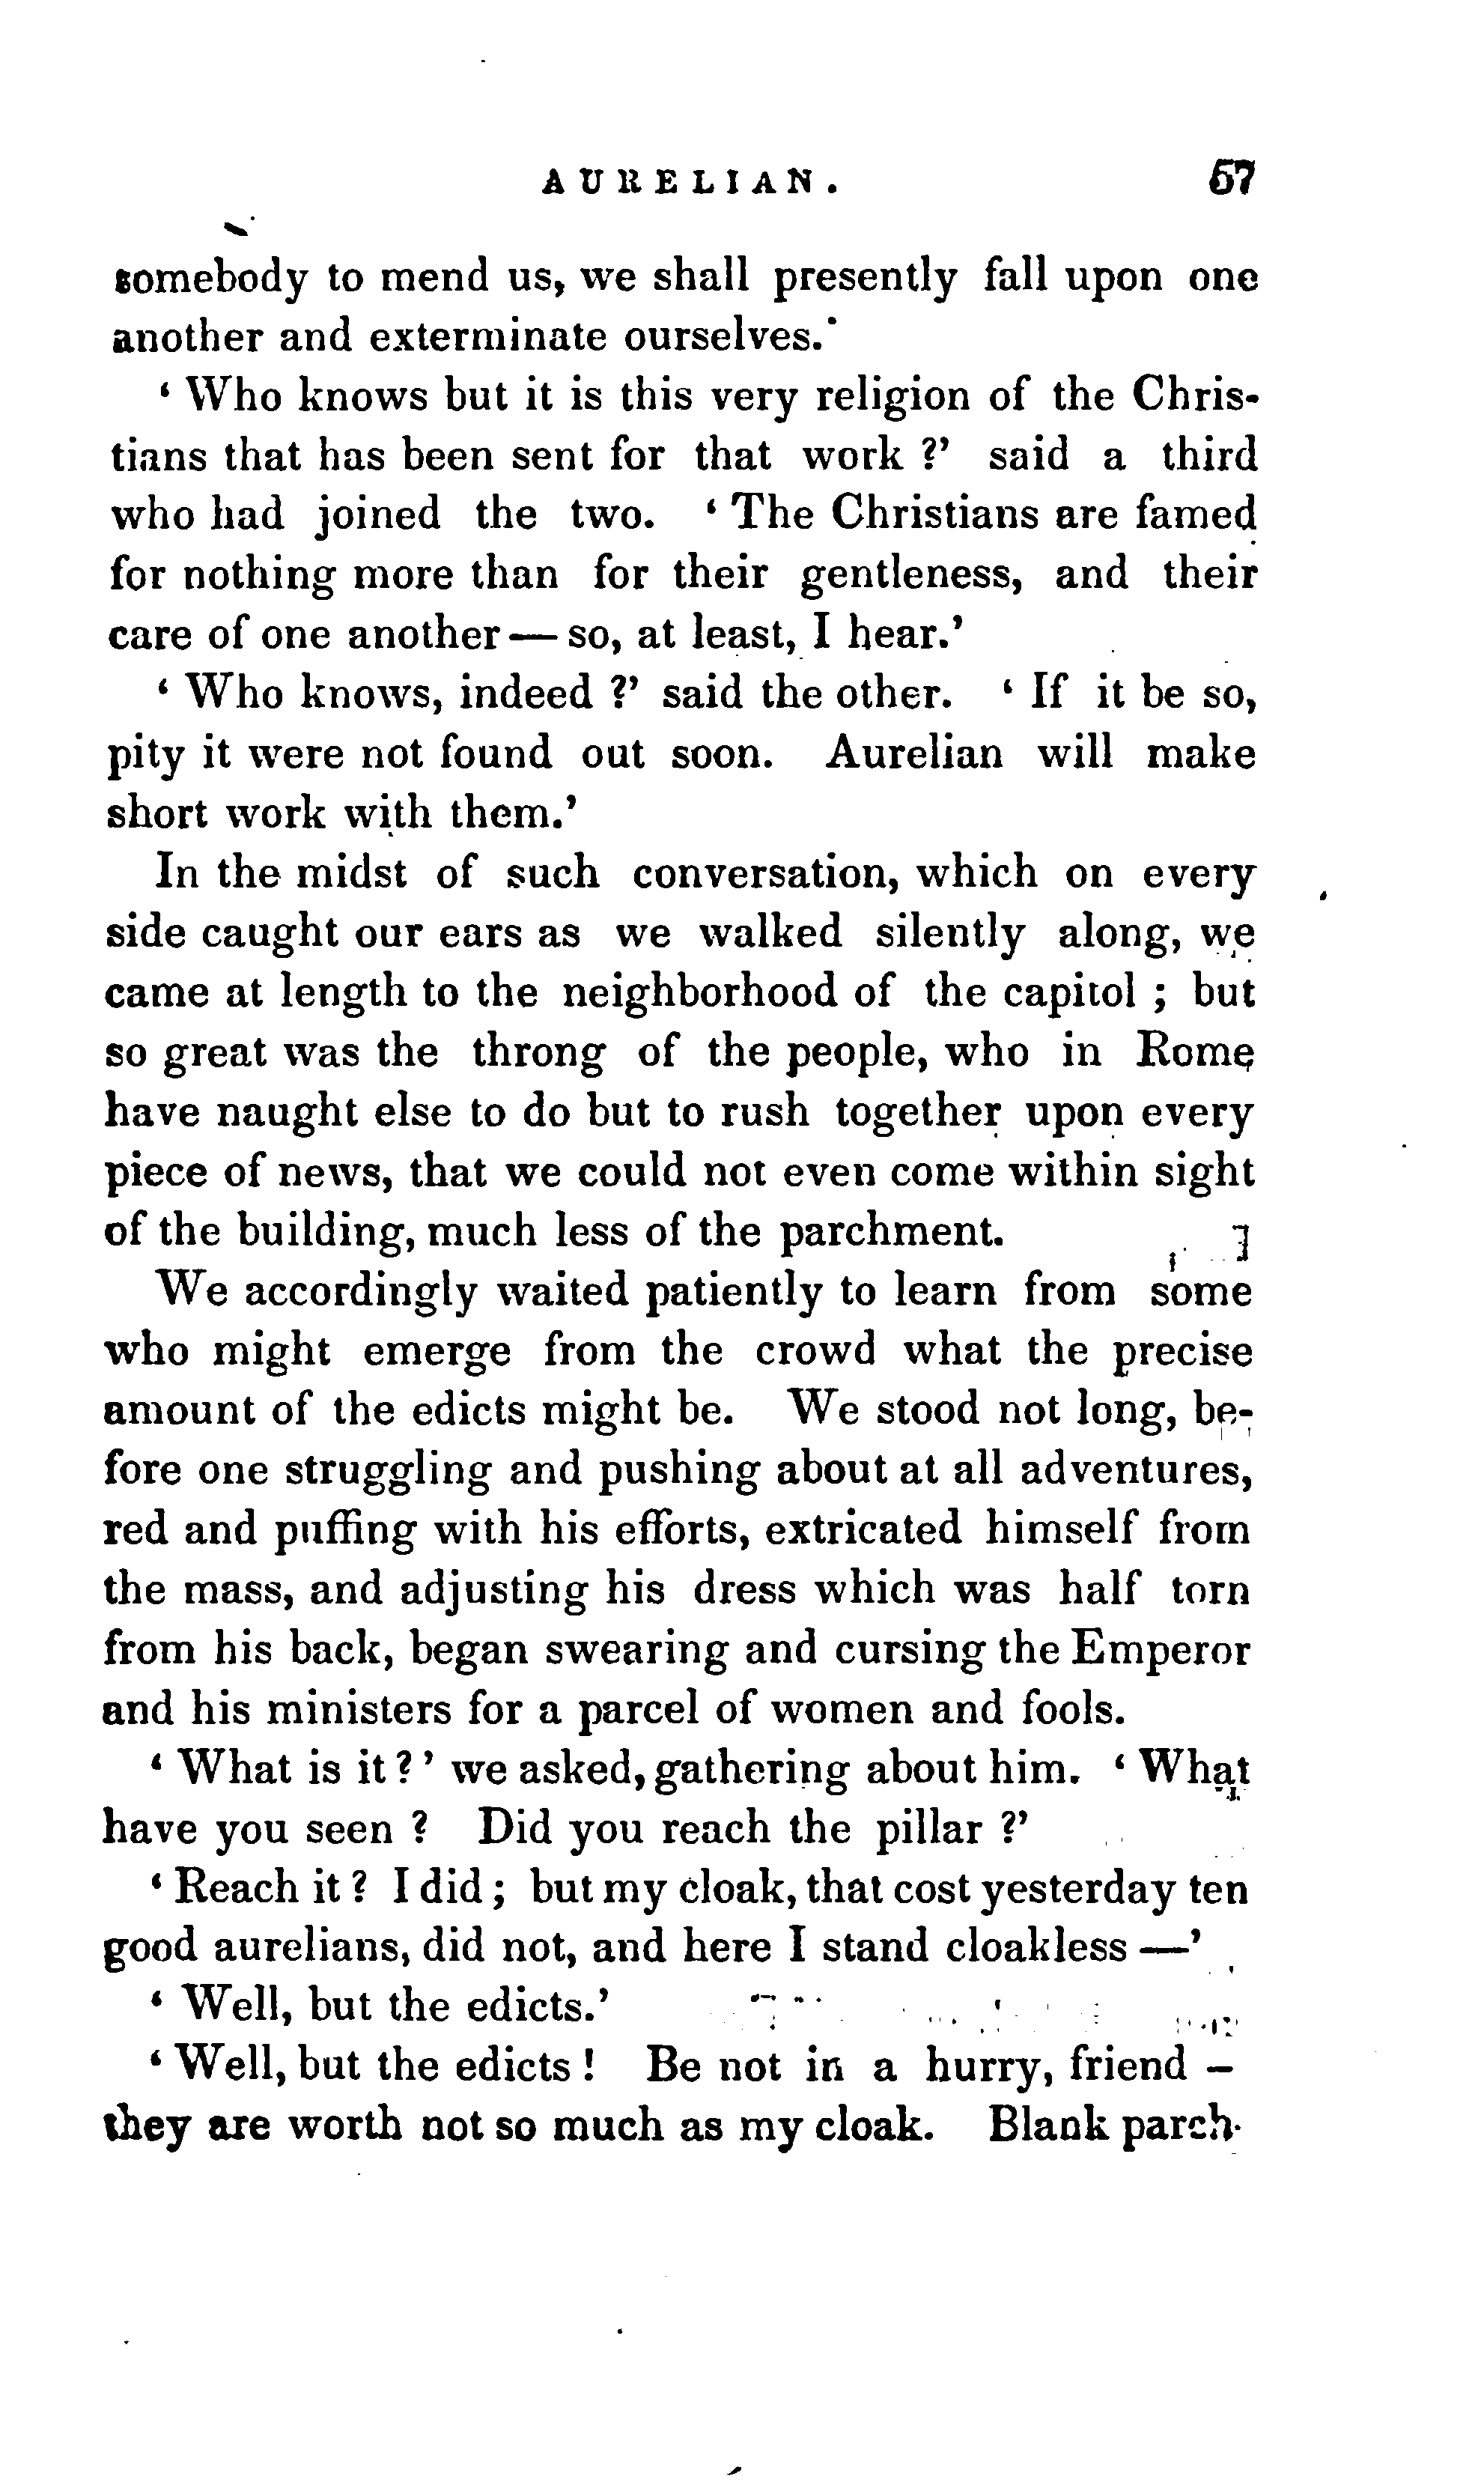 AURELIAN. 57
somebody to mend us, we shall presently fall upon one
another and exterminate ourselves.'
‘ Who knows but it is this very religion of the Chris-
tians that has been sent for that work ?’ said a third
who had joined the two. ‘ The Christians are famed
for nothing more than for their gentleness, and their
care of one another — so, at least, I hear.’
‘ Who knows, indeed ?’ said the other. ‘ If it be so,
pity it were not found out soon. Aurelian will make
short work with them.’
In the midst of such conversation, which on every
side caught our ears as we walked silently along, we
came at length to the neighborhood of the capitol ; but
so great was the throng of the people, who in Rome
have naught else to do but to rush together upon every
piece of news, that we could not even come within sight
of the building, much less of the parchment.
We accordingly waited patiently to learn from some
who might emerge from the crowd what the precise
amount of the edicts might be. We stood not long, be-
fore one struggling and pushing about at all adventures,
red and puffing with his efforts, extricated himself from
the mass, and adjusting his dress which was half torn
from his back, began swearing and cursing the Emperor
and his ministers for a parcel of women and fools.
‘ What is it ? ’ we asked, gathering about him. ‘ What
have you seen ? Did you reach the pillar ?’
‘ Reach it ? I did ; but my cloak, that cost yesterday ten
good aurelians, did not, and here I stand cloakless —’
‘ Well, but the edicts.’
‘ Well, but the edicts ! Be not in a hurry, friend –
they are worth not so much as my cloak. Blank parch-